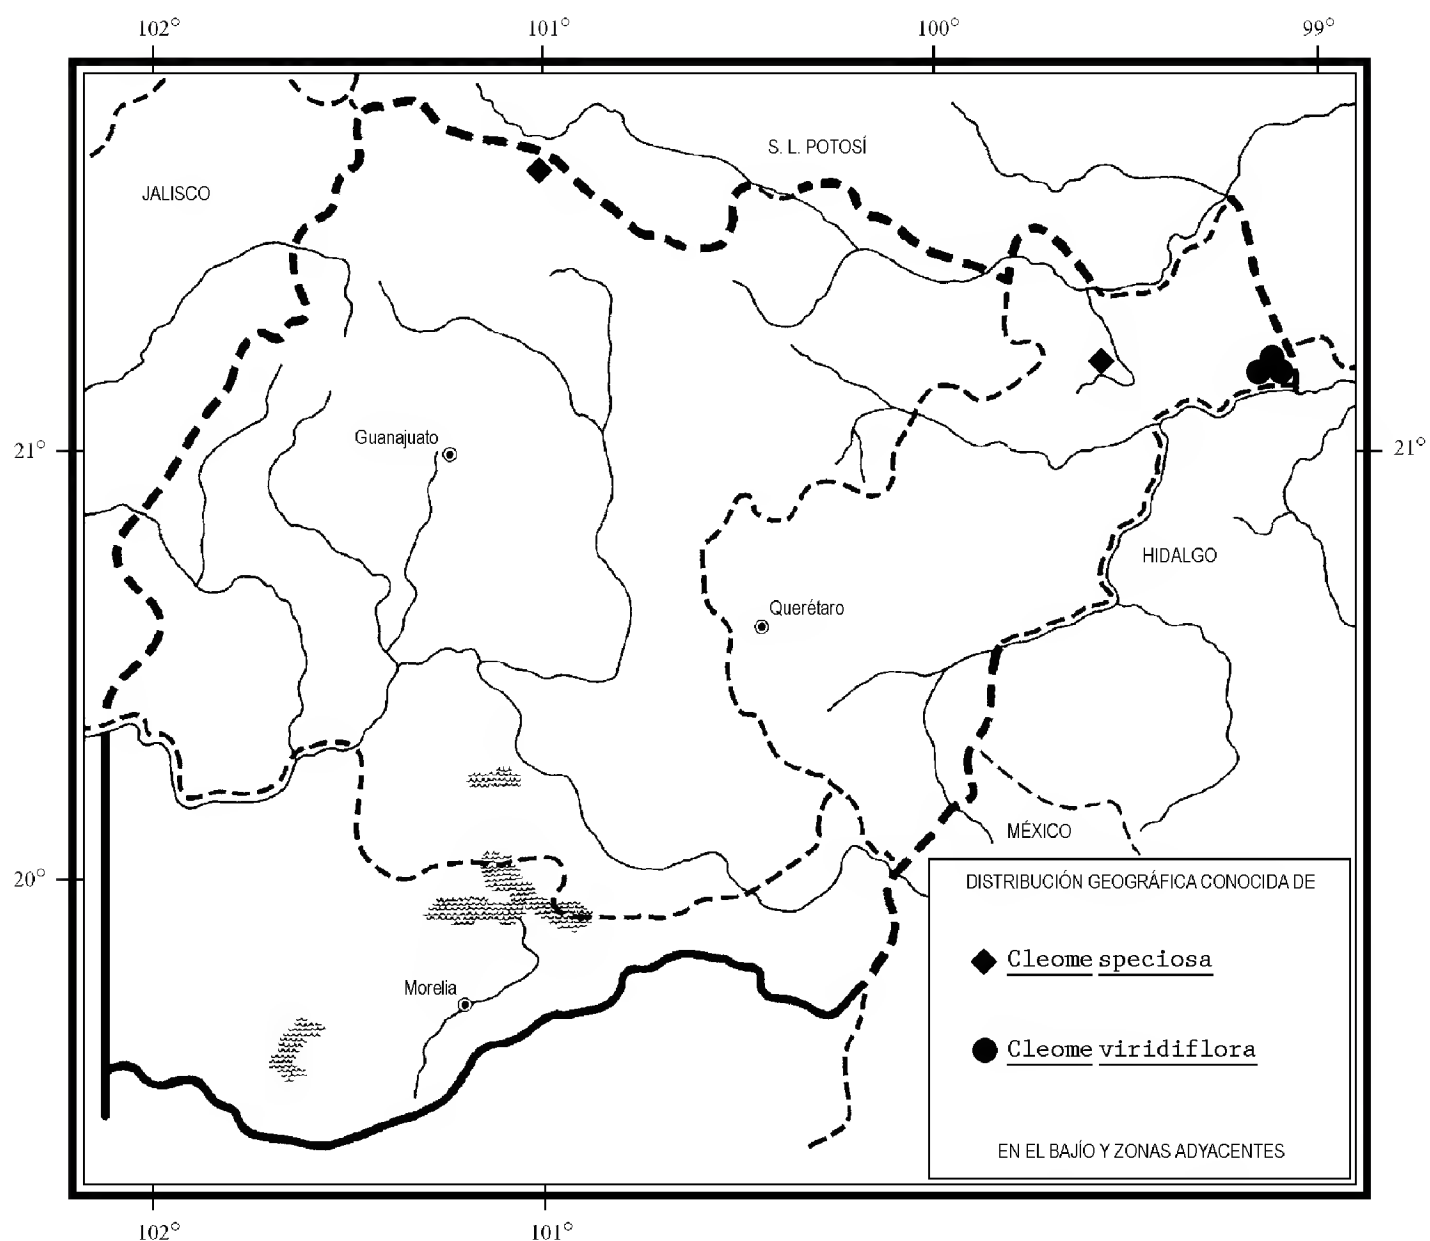 102° 101° 100° 99°
S. L. POTOSÍ
JALISCO
Guanajuato
21° 21°
HIDALGO
Querétaro
MÉXICO
20°
DISTRIBUCIÓN GEOGRÁFICA CONOCIDA DE
Cleome speciosa
Morelia
Cleome viridiflora
EN EL BAJÍO Y ZONAS ADYACENTES
102° 101°